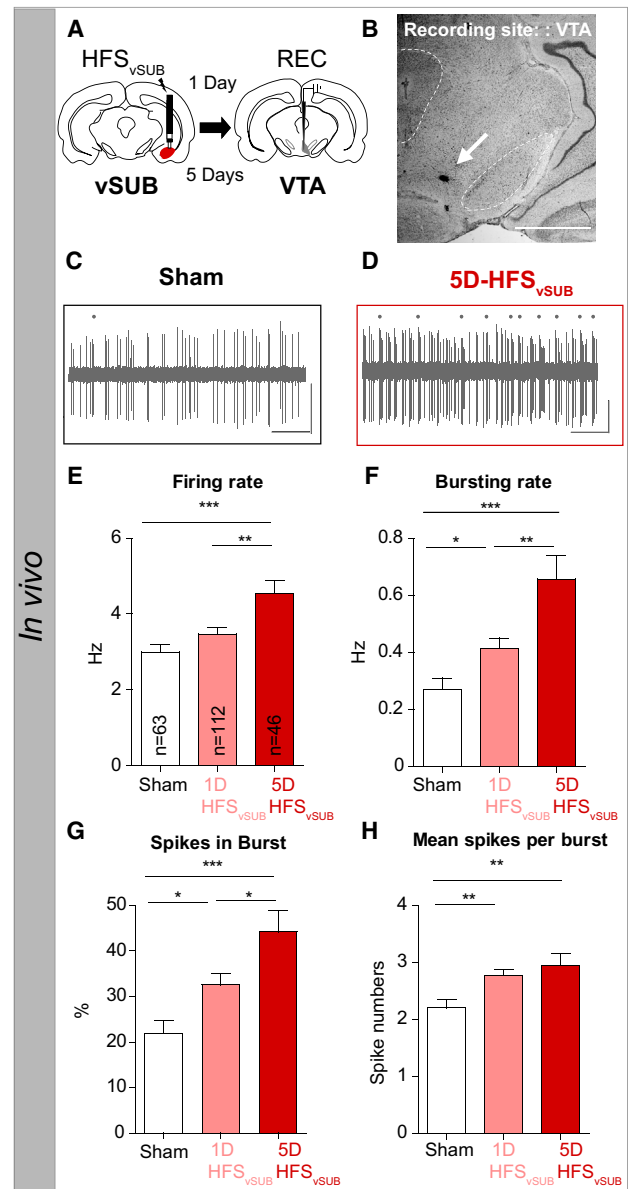 In vivo
A
HFSvSUB
1 Day
REC
5 Days
vSUB
VTA
B
Recording site: : VTA
C
Sham
D
5D-HFSvSUB
E
Firing rate
***
**
6
4
2
0
Hz
n=63
n=112
n=46
Sham
1D
5D
HFSvSUB
HFSvSUB
F
Bursting rate
***
*
**
0.8
0.6
0.4
0.2
0
Hz
Sham
1D
5D
HFSvSUB
HFSvSUB
G
Spikes in Burst
***
*
*
50
40
30
20
10
0
%
Sham
1D
5D
HFSvSUB
HFSvSUB
H
Mean spikes per burst
**
**
4
3
2
1
0
Spike numbers
Sham
1D
5D
HFSvSUB
HFSvSUB